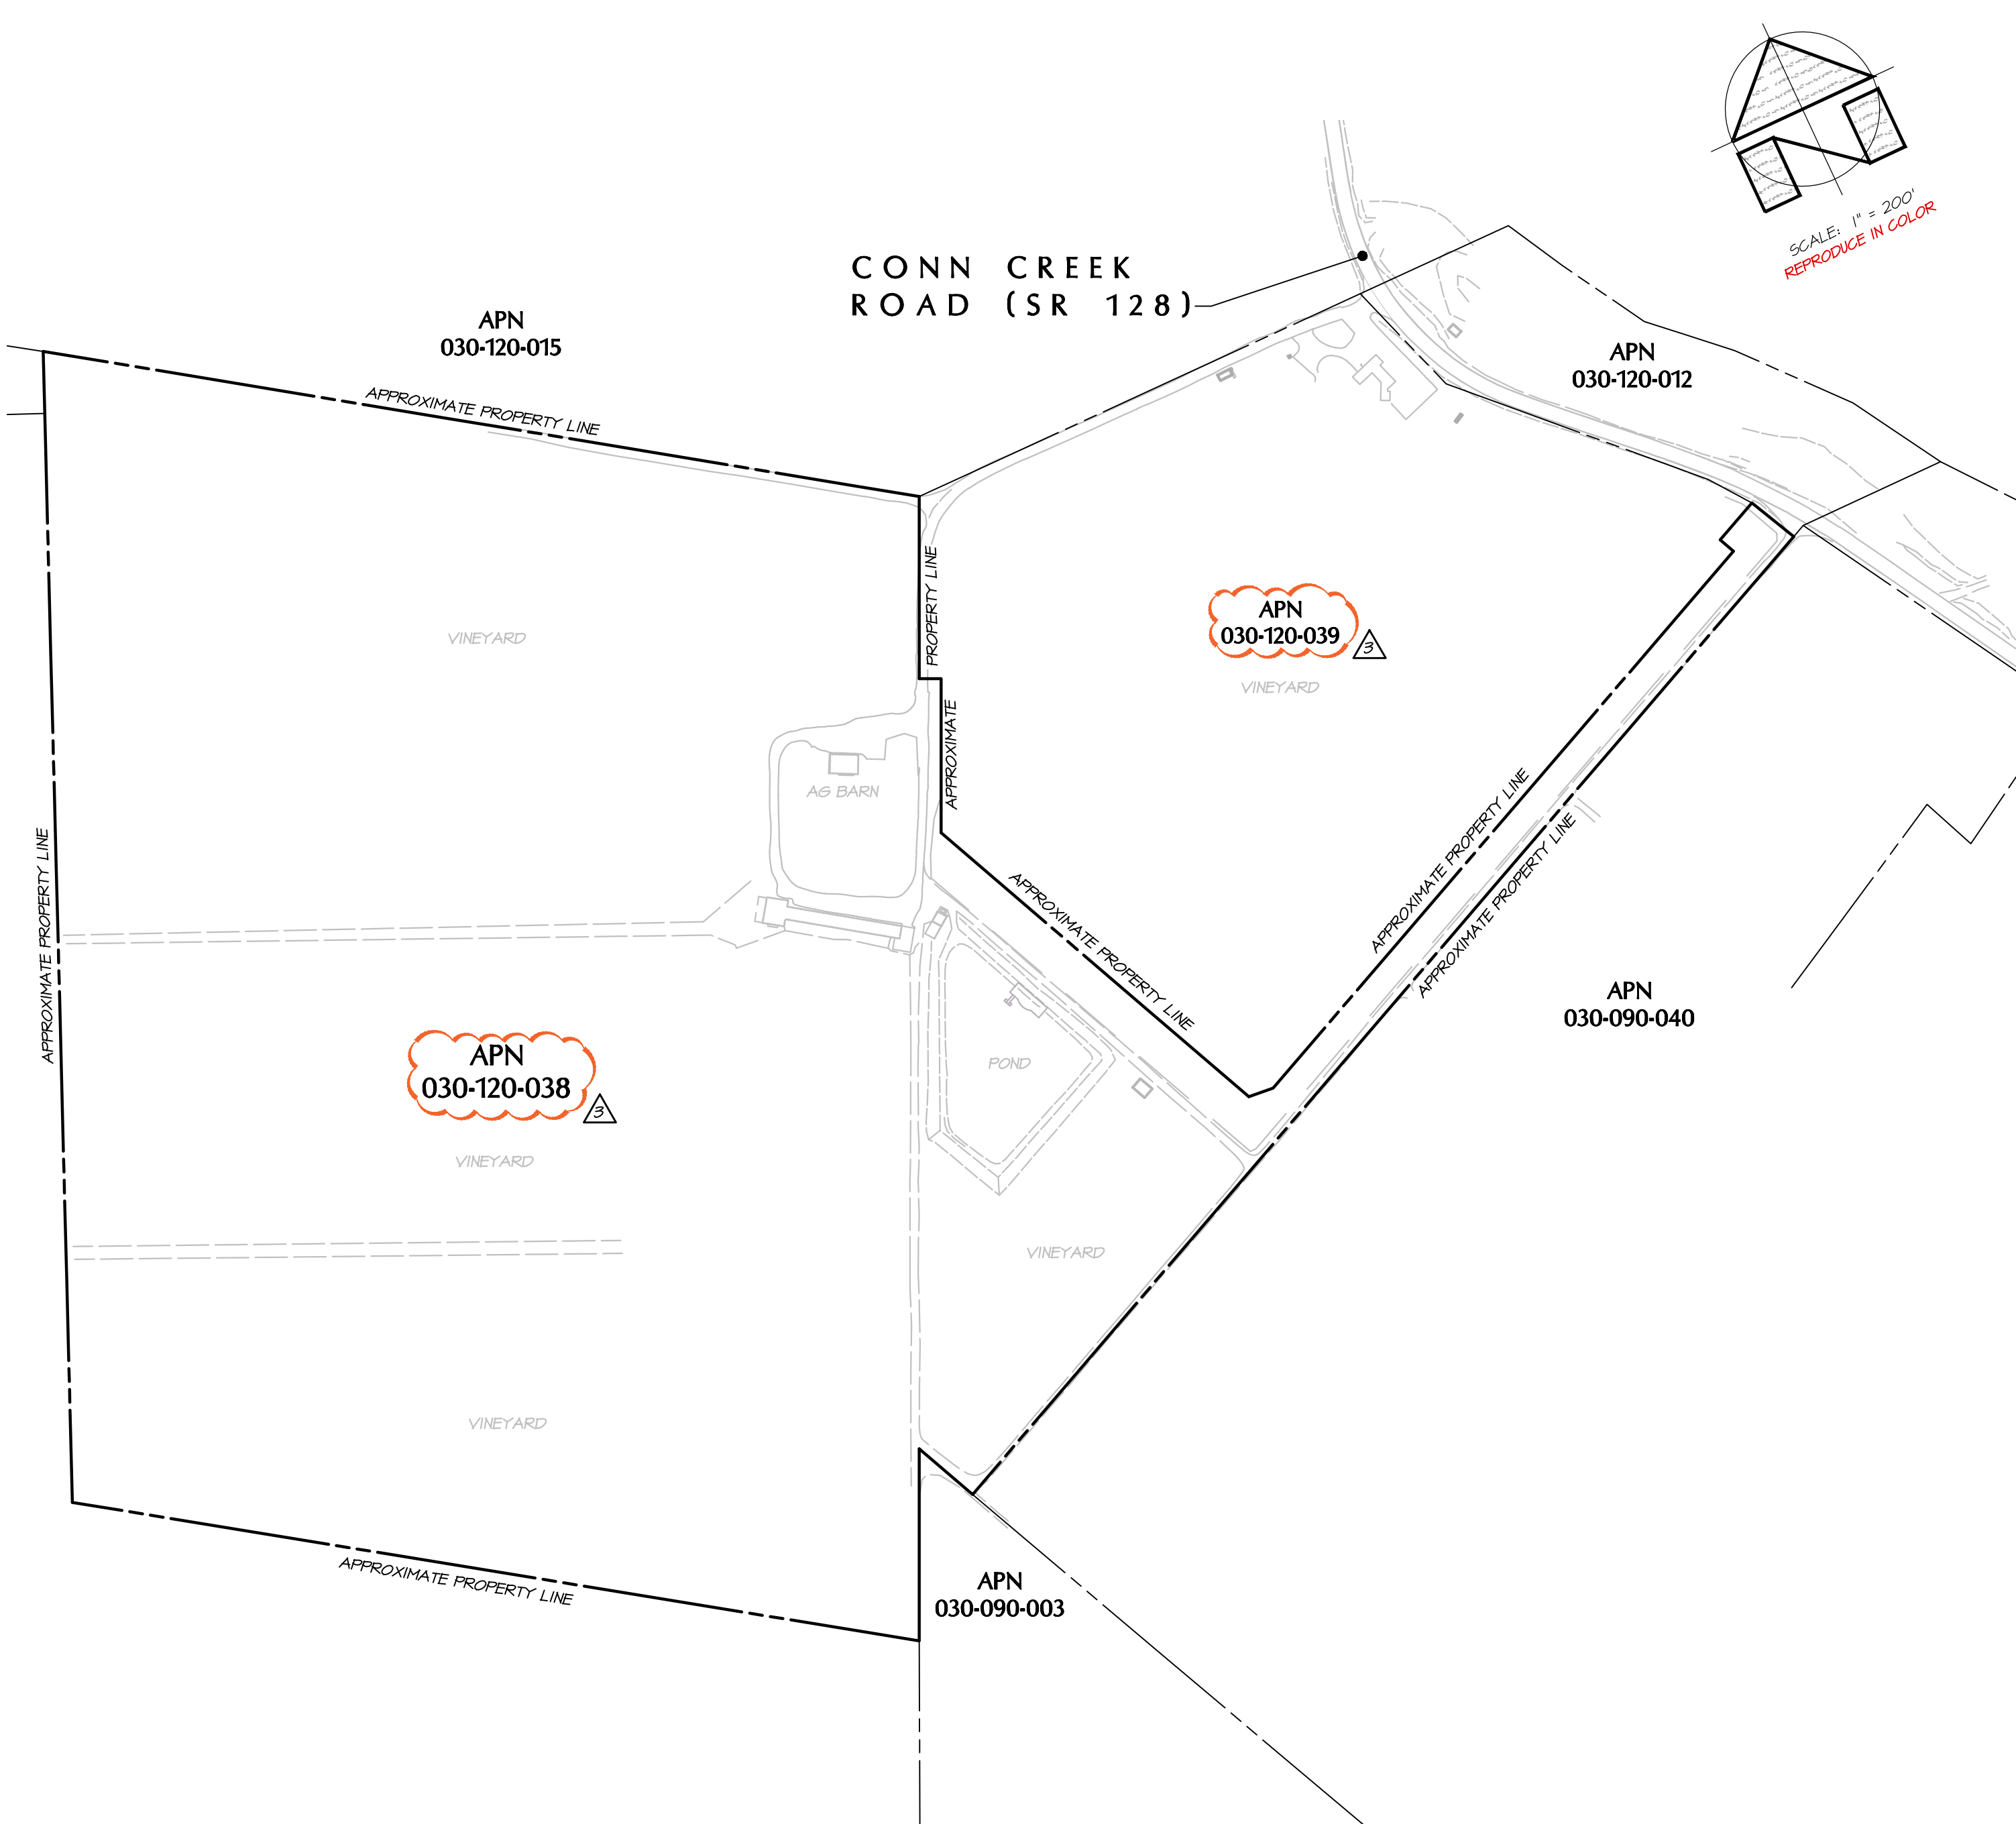 SCALE: 1" = 200'
REPRODUCE IN COLOR
CONN CREEK
ROAD (SR 128)
APN
030-120-015
APN
030-120-012
APPROXIMATE PROPERTY LINE
PROPERTY LINE
APPROXIMATE
VINEYARD
APN
030-120-039
3
VINEYARD
AG BARN
APPROXIMATE PROPERTY LINE
APPROXIMATE PROPERTY LINE
APPROXIMATE PROPERTY LINE
APPROXIMATE PROPERTY LINE
APN
030-090-040
APN
030-120-038
3
POND
VINEYARD
VINEYARD
VINEYARD
APPROXIMATE PROPERTY LINE
APN
030-090-003